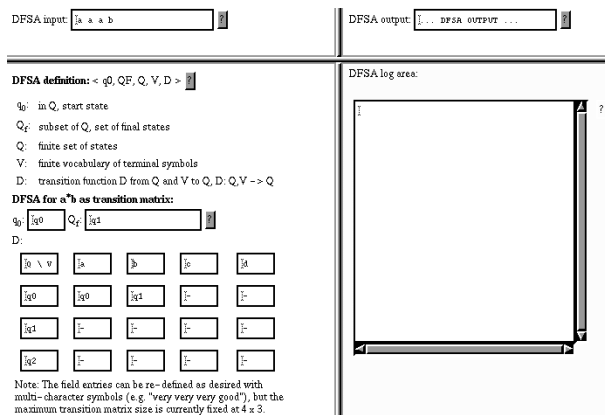 DFSA input: a a a b ?
DFSA output: ... DFSA OUTPUT ... ?
DFSA definition: < q0, QF, Q, V, D > ?
q0: in Q, start state
Qf: subset of Q, set of final states
Q: finite set of states
V: finite vocabulary of terminal symbols
D: transition function D from Q and V to Q, D: Q,V -> Q
DFSA for a*b as transition matrix:
q0: q0 Qf: q1 ?
D:
Q \ V a b c d
q0 q0 q1 - -
q1 - - - -
q2 - - - -
Note: The field entries can be re-defined as desired with
multi-character symbols (e.g. "very very very good"), but the
maximum transition matrix size is currently fixed at 4 x 3.
DFSA log area:
?